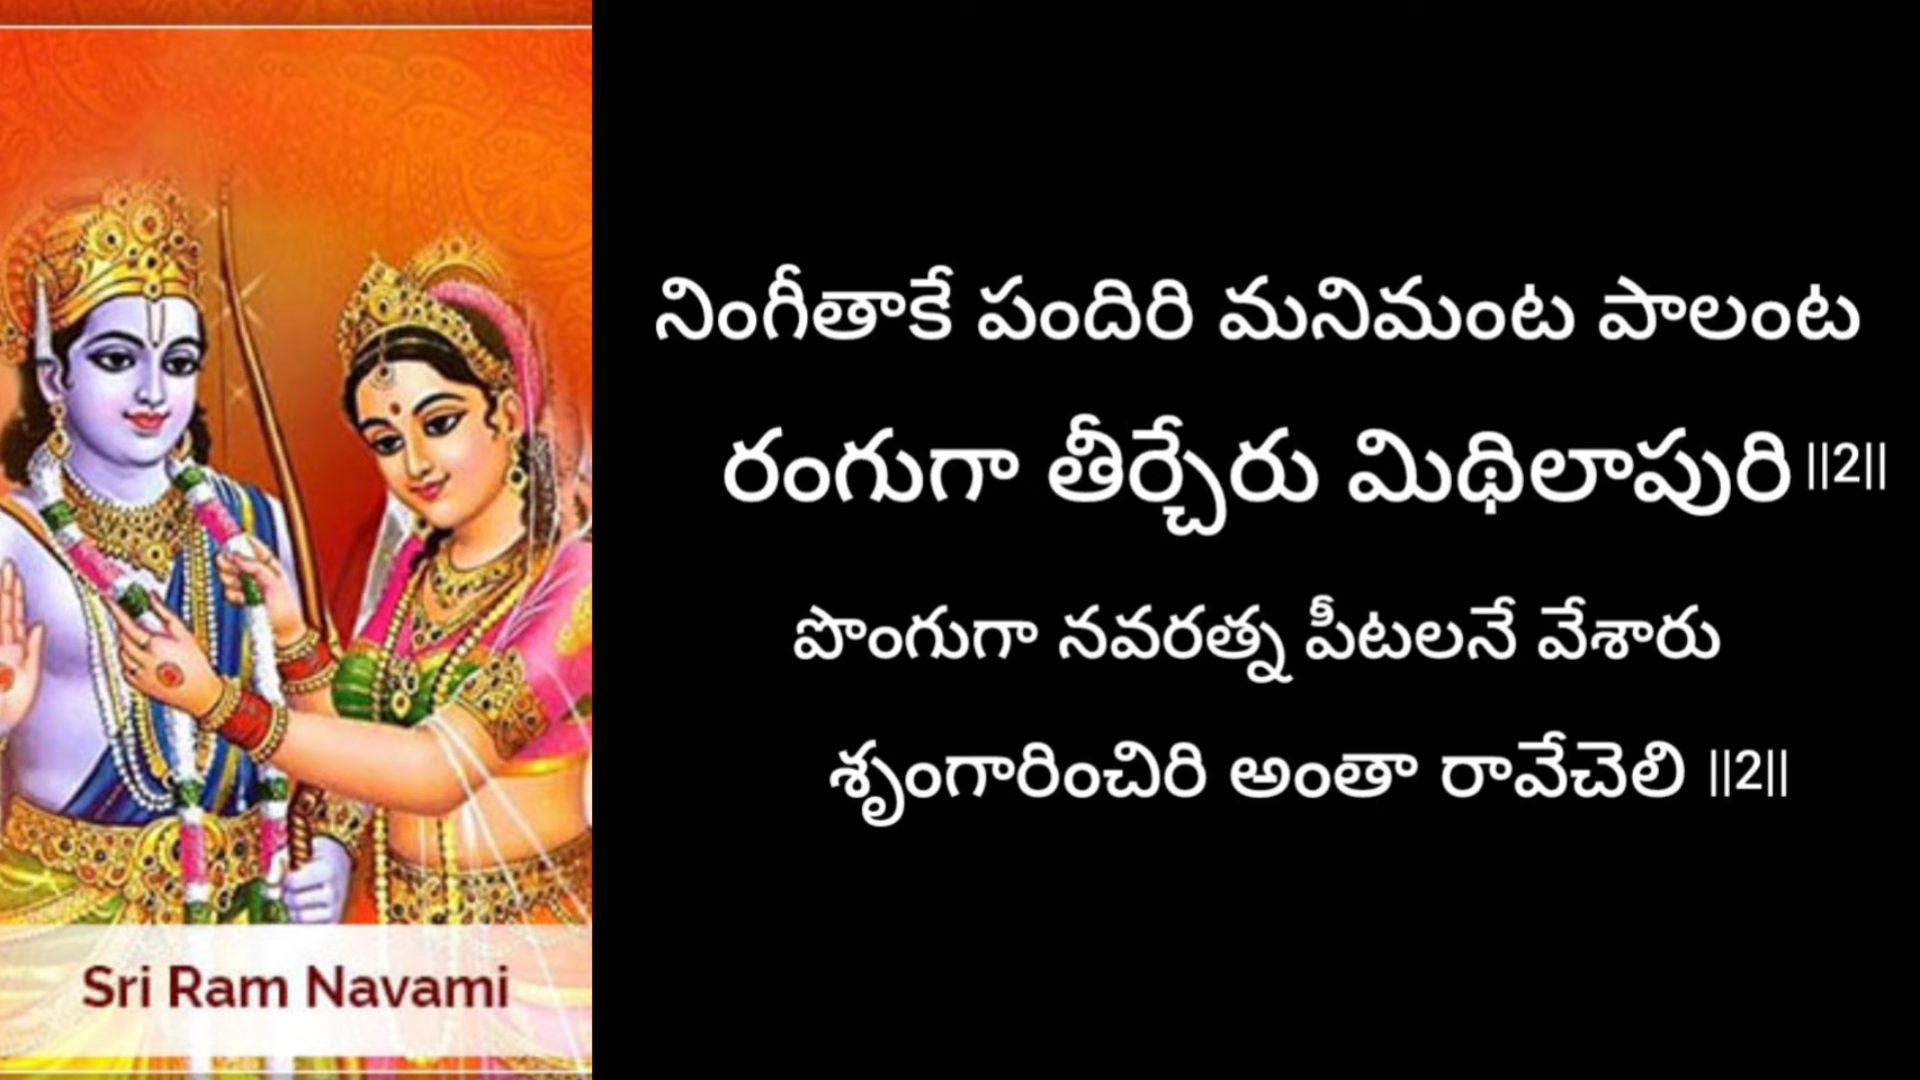 నింగీతాకే పందిరి మనిమంట పాలంట
రంగుగా తీర్చేరు మిథిలాపురి ||2||
పొంగుగా నవరత్న పీటలనే వేశారు
శృంగారించిరి అంతా రావేచెలి ||2||
Sri Ram Navami